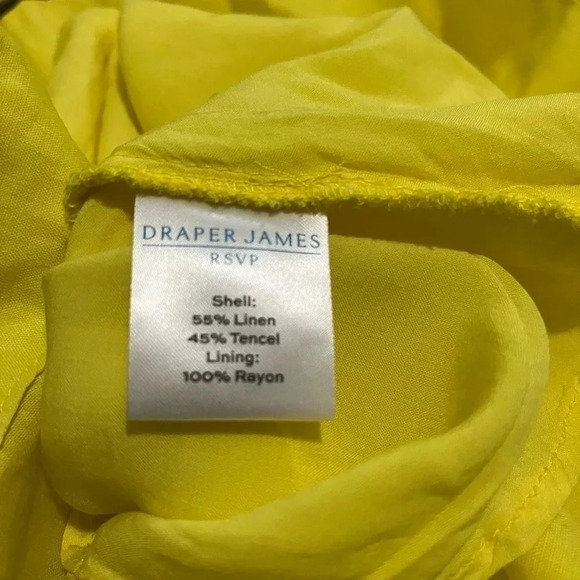 DRAPER JAMES
RSVP
Shell:
55% Linen
45% Tencel
Lining:
100% Rayon